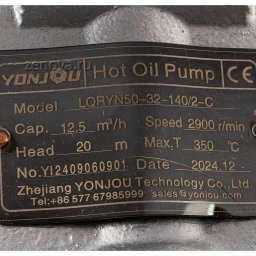 zenova.ru
YONJOU Hot Oil Pump CE
Model LQRYN50-32-140/2-C
Cap. 12.5 m³/h Speed 2900 r/min
Head 20 m Max.T 350 ℃
No.YI2409060901 Date 2024.12
Zhejiang YONJOU Technology Co.,Ltd.
Tel:+86 577 67985999 sales@yonjou.com